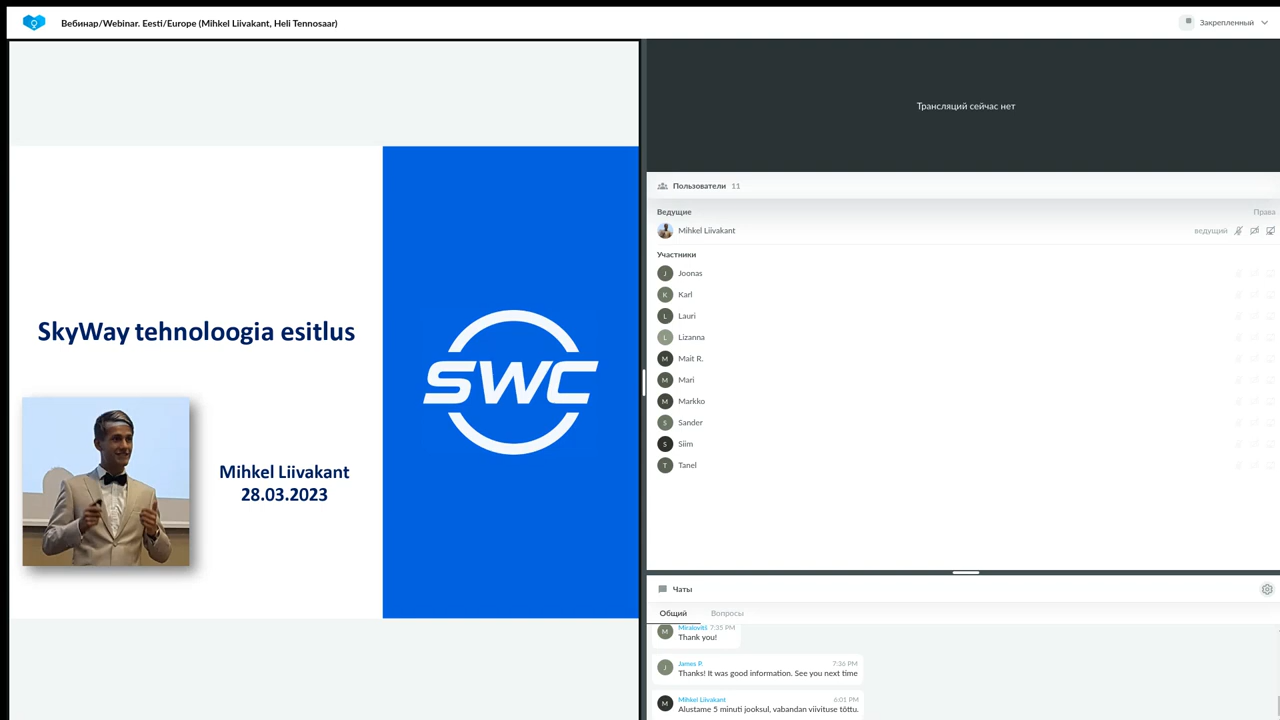 Вебинар/Webinar. Eesti/Europe (Mihkel Liivakant, Heli Tennosaar)
Закрепленный
SkyWay tehnoloogia esitlus
Mihkel Liivakant
28.03.2023
SWC
Трансляций сейчас нет
Пользователи 11
Ведущие Права
Mihkel Liivakant ведущий
Участники
J Joonas
K Karl
L Lauri
L Lizanna
M Mait R.
M Mari
M Markko
S Sander
S Siim
T Tanel
Чаты
Общий Вопросы
M Miralovitš 7:35 PM
Thank you!
J James P. 7:36 PM
Thanks! It was good information. See you next time
M Mihkel Liivakant 6:01 PM
Alustame 5 minuti jooksul, vabandan viivituse tõttu.